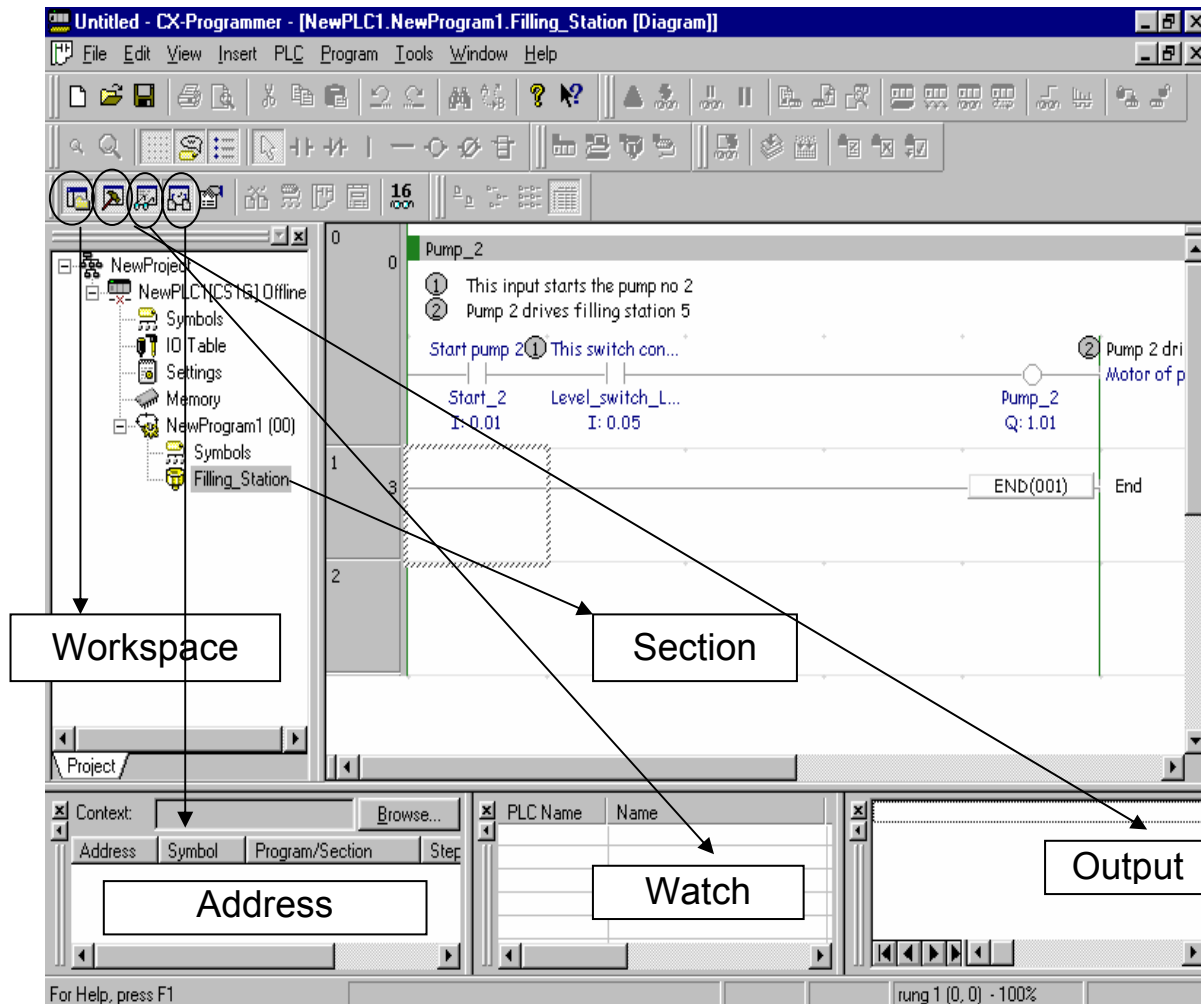 Untitled - CX-Programmer - [NewPLC1.NewProgram1.Filling_Station [Diagram]]
File Edit View Insert PLC Program Tools Window Help
16
NewProject
NewPLC1[CS1G] Offline
Symbols
IO Table
Settings
Memory
NewProgram1 (00)
Symbols
Filling_Station
Project
0
0
Pump_2
1 This input starts the pump no 2
2 Pump 2 drives filling station 5
Start pump 2 1 This switch con...
2 Pump 2 dri
Motor of p
Start_2 Level_switch_L... Pump_2
I: 0.01 I: 0.05 Q: 1.01
1
3
END(001) End
2
Workspace
Section
Context: Browse...
Address Symbol Program/Section Step
Address
PLC Name Name
Watch
Output
For Help, press F1
rung 1 (0, 0) - 100%